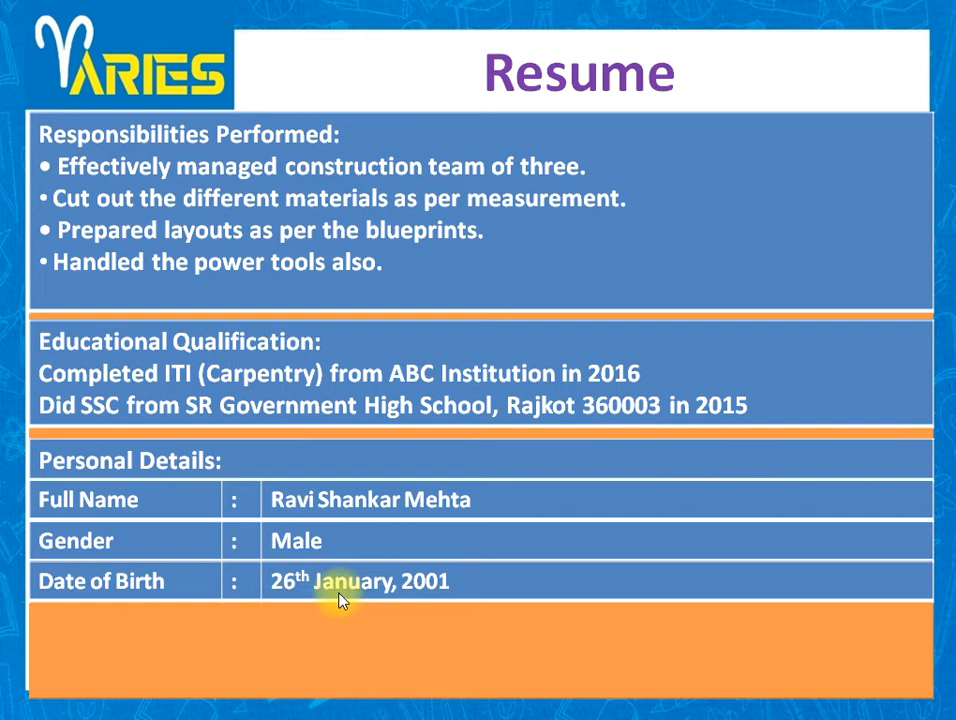 ARIES
Resume
Responsibilities Performed:
• Effectively managed construction team of three.
• Cut out the different materials as per measurement.
• Prepared layouts as per the blueprints.
• Handled the power tools also.
Educational Qualification:
Completed ITI (Carpentry) from ABC Institution in 2016
Did SSC from SR Government High School, Rajkot 360003 in 2015
Personal Details:
Full Name : Ravi Shankar Mehta
Gender : Male
Date of Birth : 26th January, 2001